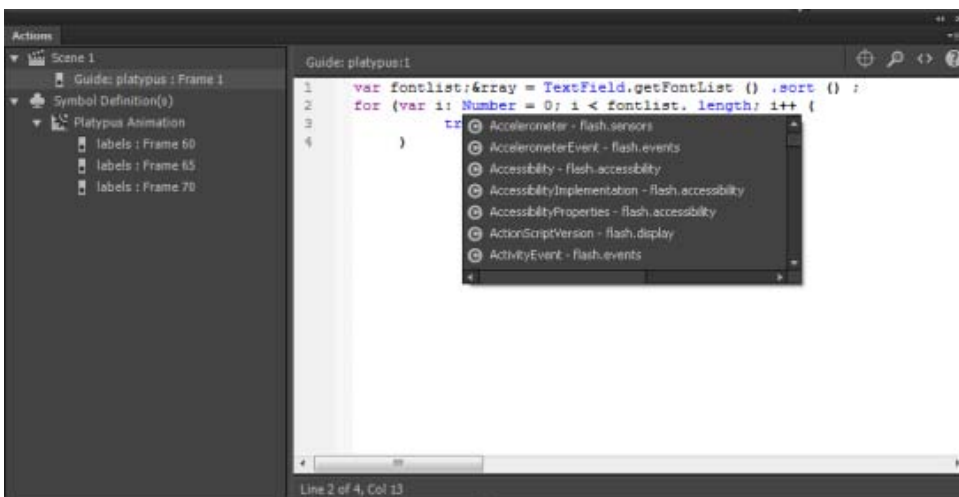 Actions
Scene 1
Guide: platypus : Frame 1
Symbol Definition(s)
Platypus Animation
labels : Frame 60
labels : Frame 65
labels : Frame 70
Guide: platypus:1
1 var fontlist;&rray = TextField.getFontList () .sort () ;
2 for (var i: Number = 0; i < fontlist. length; i++ (
3 tr
4 )
Accelerometer - flash.sensors
AccelerometerEvent - flash.events
Accessibility - flash.accessibility
AccessibilityImplementation - flash.accessibility
AccessibilityProperties - flash.accessibility
ActionScriptVersion - flash.display
ActivityEvent - flash.events
Line 2 of 4, Col 13